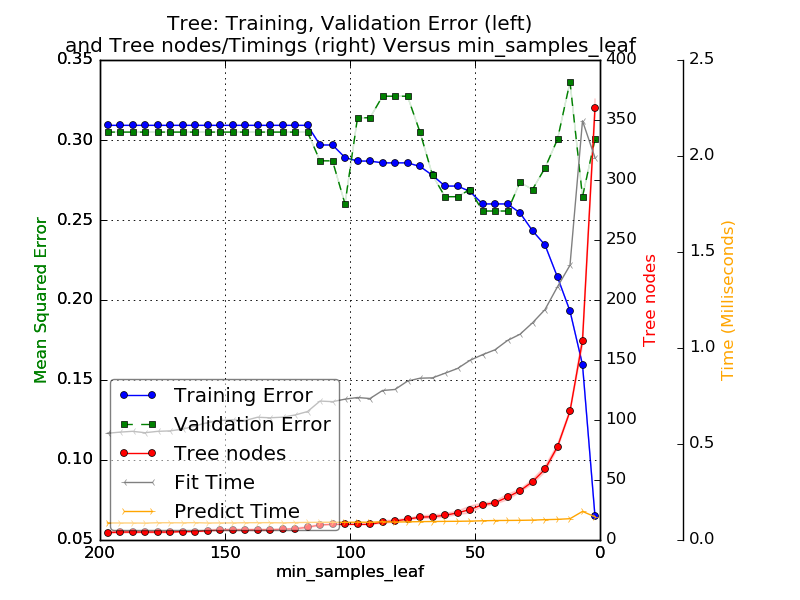 Tree: Training, Validation Error (left)
and Tree nodes/Timings (right) Versus min_samples_leaf
0.35
0.30
0.25
0.20
0.15
0.10
0.05
Mean Squared Error
200
150
100
50
0
min_samples_leaf
400
350
300
250
200
150
100
50
0
Tree nodes
2.5
2.0
1.5
1.0
0.5
0.0
Time (Milliseconds)
Training Error
Validation Error
Tree nodes
Fit Time
Predict Time